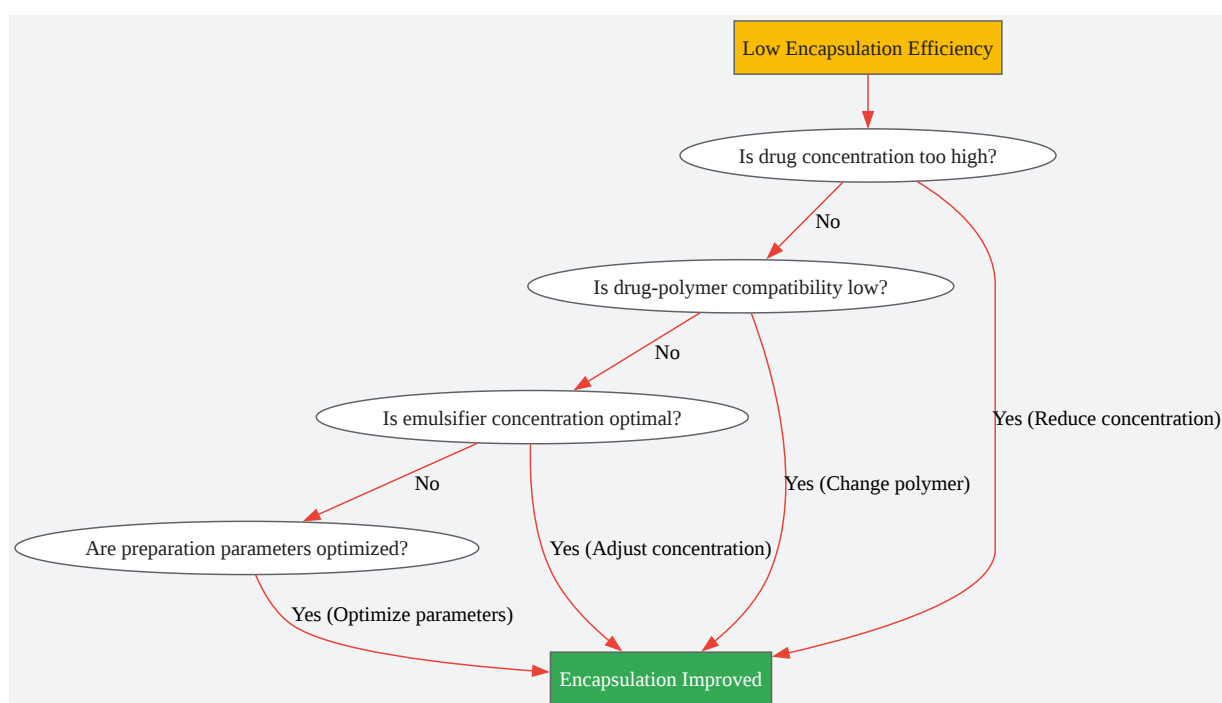 Low Encapsulation Efficiency
Is drug concentration too high?
No
Is drug-polymer compatibility low?
No
Is emulsifier concentration optimal?
Yes (Reduce concentration)
No
Yes (Change polymer)
Are preparation parameters optimized?
Yes (Adjust concentration)
Yes (Optimize parameters)
Encapsulation Improved